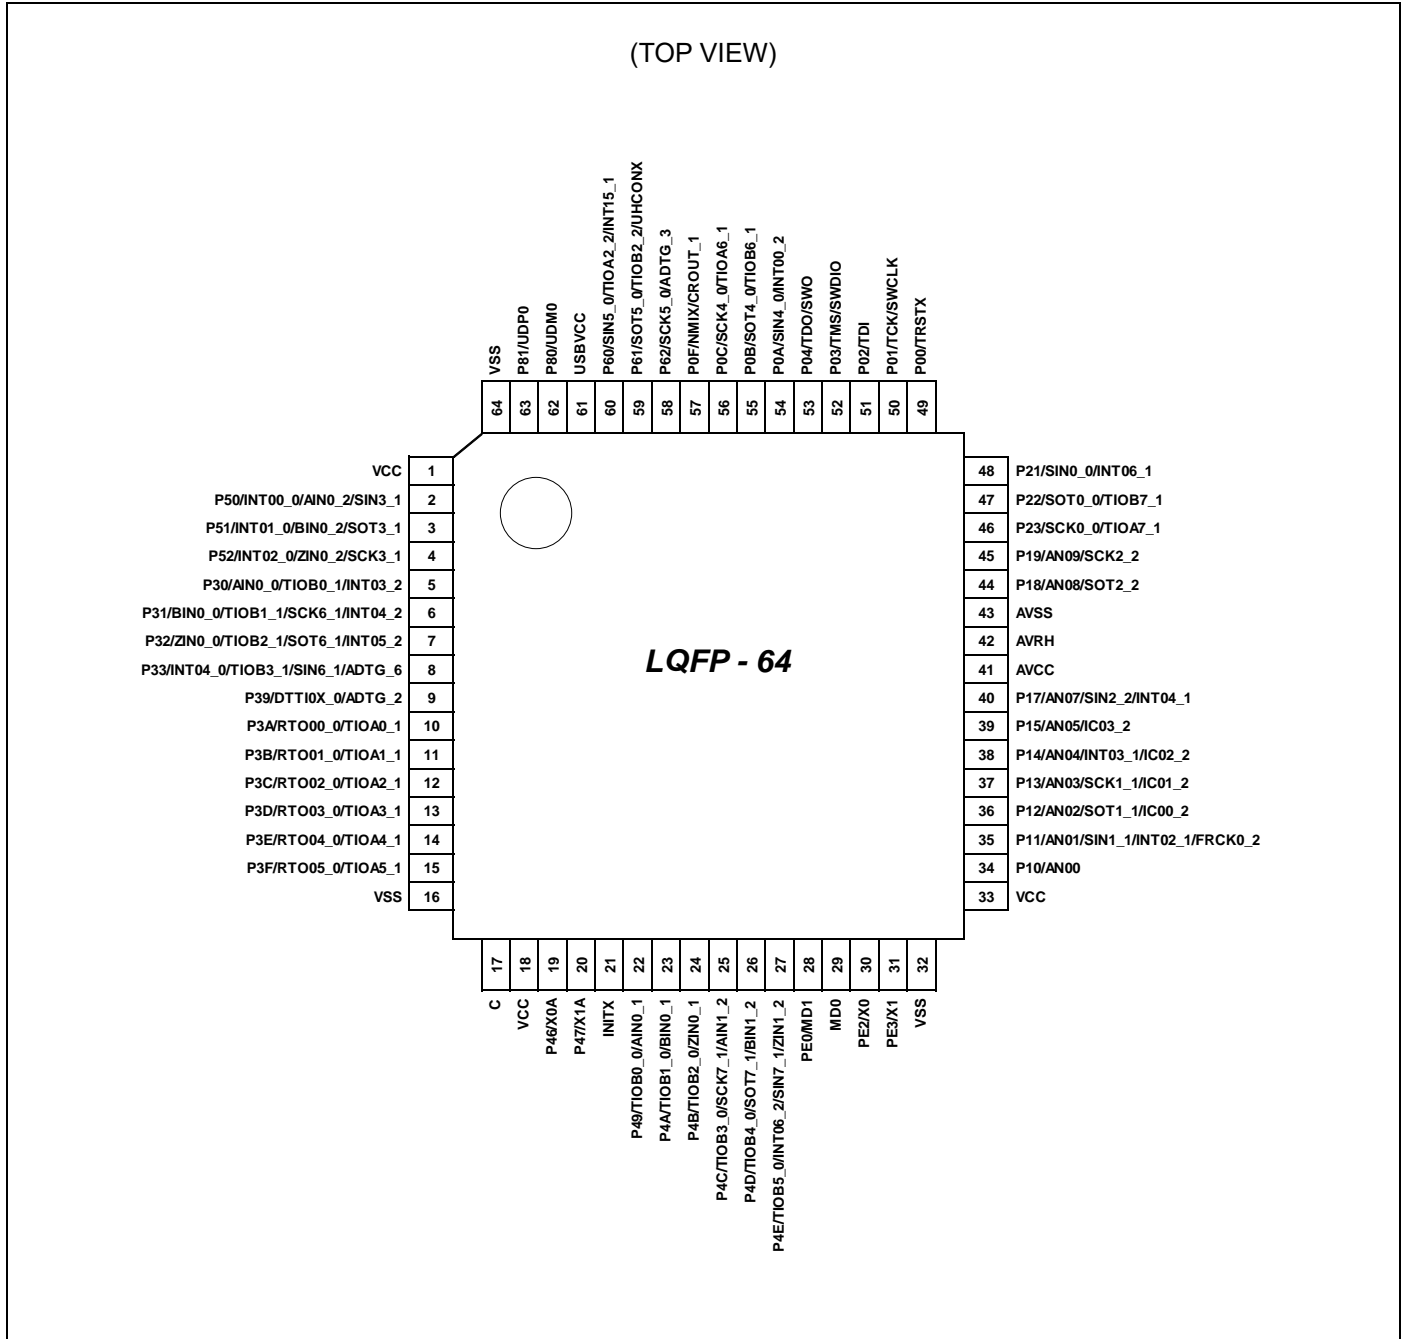 (TOP VIEW)
VSS
P81/UDP0
P80/UDM0
USBVCC
P60/SIN5_0/TIOA2_2/INT15_1
P61/SOT5_0/TIOB2_2/UHCONX
P62/SCK5_0/ADTG_3
P0F/NMIX/CROUT_1
P0C/SCK4_0/TIOA6_1
P0B/SOT4_0/TIOB6_1
P0A/SIN4_0/INT00_2
P04/TDO/SWO
P03/TMS/SWDIO
P02/TDI
P01/TCK/SWCLK
P00/TRSTX
64 63 62 61 60 59 58 57 56 55 54 53 52 51 50 49
VCC 1
P50/INT00_0/AIN0_2/SIN3_1 2
P51/INT01_0/BIN0_2/SOT3_1 3
P52/INT02_0/ZIN0_2/SCK3_1 4
P30/AIN0_0/TIOB0_1/INT03_2 5
P31/BIN0_0/TIOB1_1/SCK6_1/INT04_2 6
P32/ZIN0_0/TIOB2_1/SOT6_1/INT05_2 7
P33/INT04_0/TIOB3_1/SIN6_1/ADTG_6 8
P39/DTTI0X_0/ADTG_2 9
P3A/RTO00_0/TIOA0_1 10
P3B/RTO01_0/TIOA1_1 11
P3C/RTO02_0/TIOA2_1 12
P3D/RTO03_0/TIOA3_1 13
P3E/RTO04_0/TIOA4_1 14
P3F/RTO05_0/TIOA5_1 15
VSS 16
LQFP - 64
48 P21/SIN0_0/INT06_1
47 P22/SOT0_0/TIOB7_1
46 P23/SCK0_0/TIOA7_1
45 P19/AN09/SCK2_2
44 P18/AN08/SOT2_2
43 AVSS
42 AVRH
41 AVCC
40 P17/AN07/SIN2_2/INT04_1
39 P15/AN05/IC03_2
38 P14/AN04/INT03_1/IC02_2
37 P13/AN03/SCK1_1/IC01_2
36 P12/AN02/SOT1_1/IC00_2
35 P11/AN01/SIN1_1/INT02_1/FRCK0_2
34 P10/AN00
33 VCC
17 18 19 20 21 22 23 24 25 26 27 28 29 30 31 32
C
VCC
P46/X0A
P47/X1A
INITX
P49/TIOB0_0/AIN0_1
P4A/TIOB1_0/BIN0_1
P4B/TIOB2_0/ZIN0_1
P4C/TIOB3_0/SCK7_1/AIN1_2
P4D/TIOB4_0/SOT7_1/BIN1_2
P4E/TIOB5_0/INT06_2/SIN7_1/ZIN1_2
PE0/MD1
MD0
PE2/X0
PE3/X1
VSS